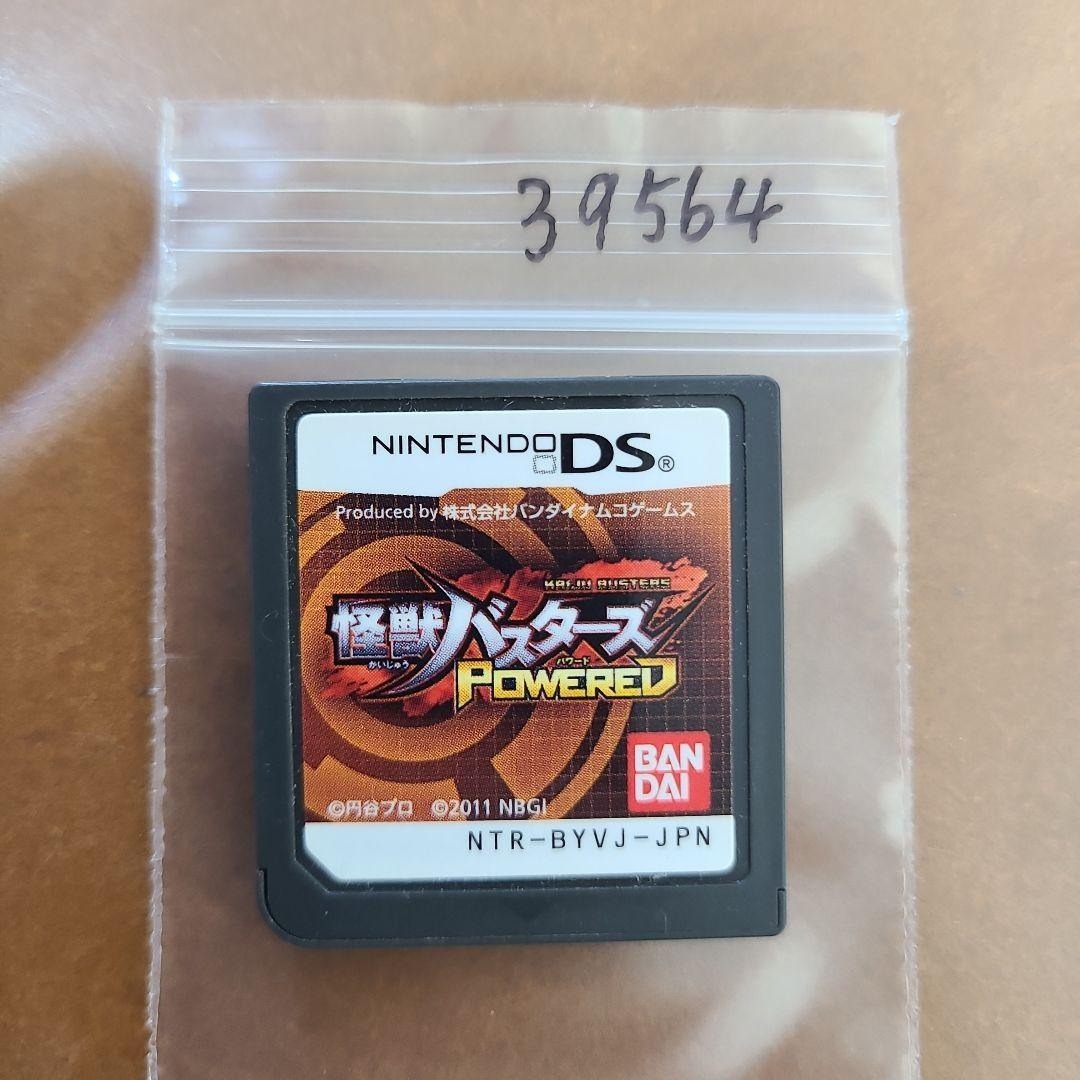 39564
NINTENDO DS®
Produced by 株式会社バンダイナムコゲームス
KAIJU BUSTERS
怪獣バスターズ
かいじゅう
パワード
POWERED
BAN
DAI
©円谷プロ ©2011 NBGI
NTR-BYVJ-JPN